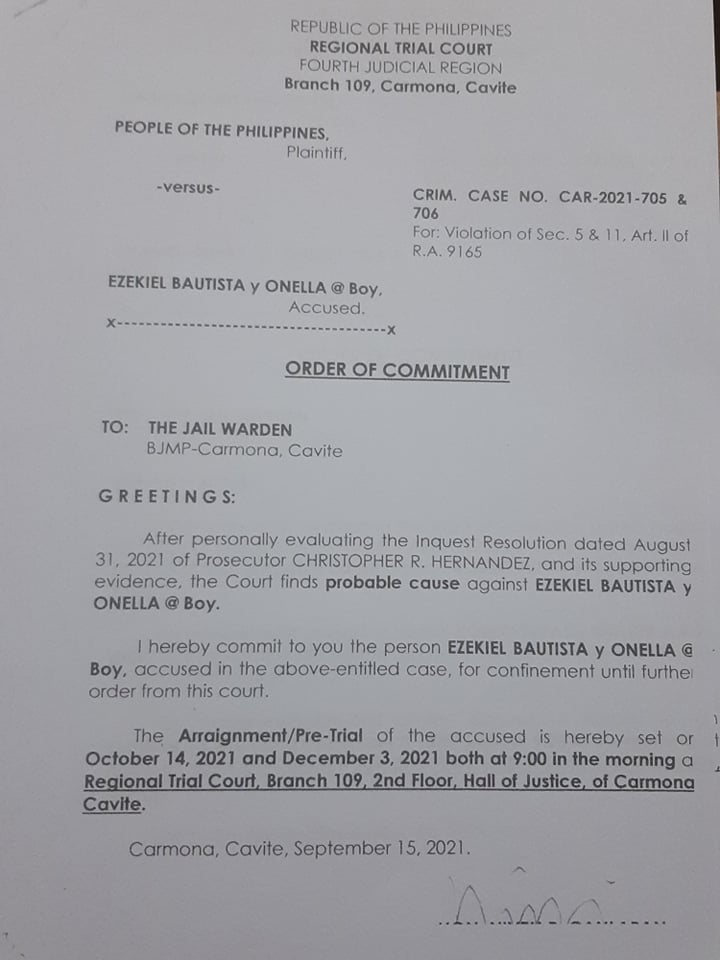 REPUBLIC OF THE PHILIPPINES
REGIONAL TRIAL COURT
FOURTH JUDICIAL REGION
Branch 109, Carmona, Cavite
PEOPLE OF THE PHILIPPINES,
Plaintiff,
-versus-
CRIM. CASE NO. CAR-2021-705 &
706
For: Violation of Sec. 5 & 11, Art. II of
R.A. 9165
EZEKIEL BAUTISTA y ONELLA @ Boy,
Accused.
x-------------------------------------x
ORDER OF COMMITMENT
TO: THE JAIL WARDEN
BJMP-Carmona, Cavite
G R E E T I N G S:
After personally evaluating the Inquest Resolution dated August
31, 2021 of Prosecutor CHRISTOPHER R. HERNANDEZ, and its supporting
evidence, the Court finds probable cause against EZEKIEL BAUTISTA y
ONELLA @ Boy.
I hereby commit to you the person EZEKIEL BAUTISTA y ONELLA @
Boy, accused in the above-entitled case, for confinement until furthe
order from this court.
The Arraignment/Pre-Trial of the accused is hereby set or
October 14, 2021 and December 3, 2021 both at 9:00 in the morning a
Regional Trial Court, Branch 109, 2nd Floor, Hall of Justice, of Carmona
Cavite.
Carmona, Cavite, September 15, 2021.